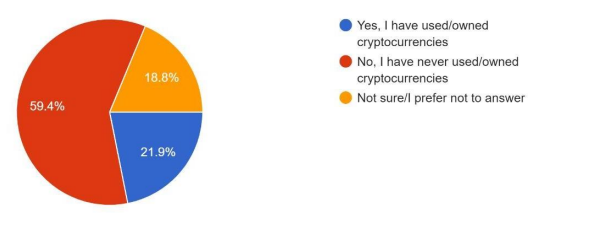 Yes, I have used/owned
cryptocurrencies
No, I have never used/owned
cryptocurrencies
Not sure/I prefer not to answer
18.8%
59.4%
21.9%